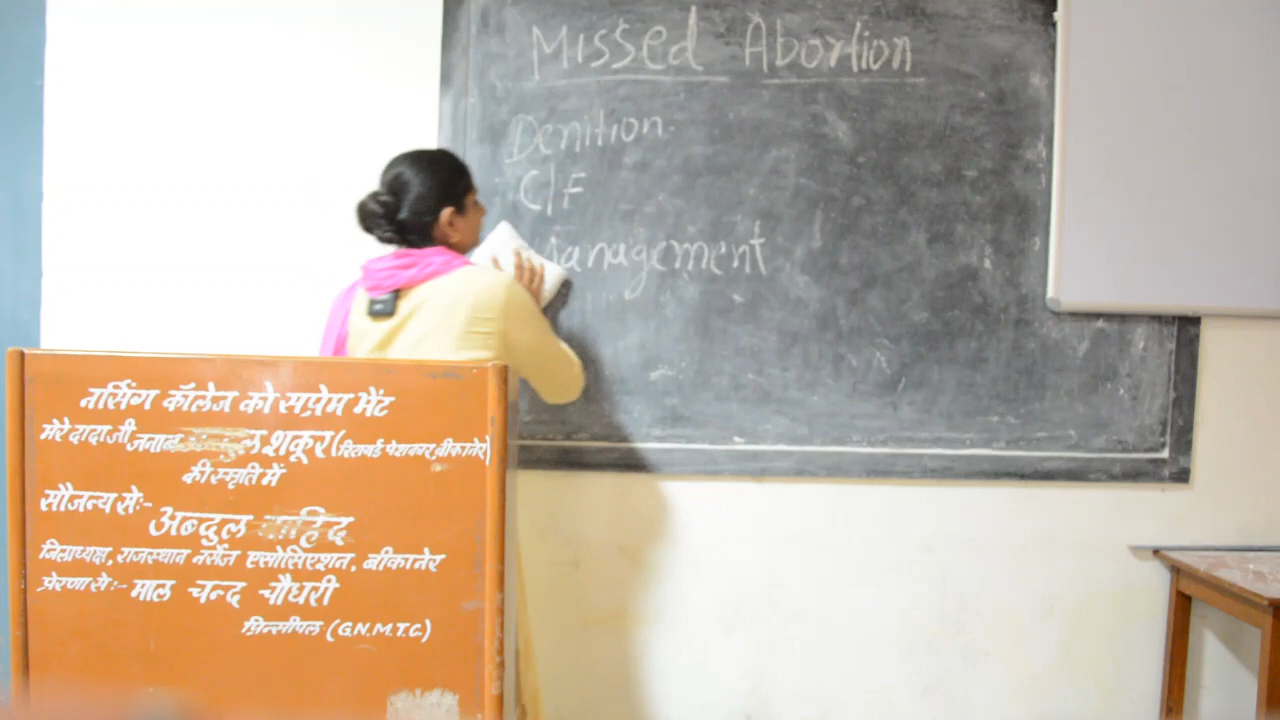 Missed Abortion
Denition
C/F
Management
नर्सिंग कॉलेज को सप्रेम भेंट
मेरे दादाजी जनाब शकूर (रिटायर्ड पेशकार, बीकानेर)
की स्मृति में
सौजन्य से:-
अब्दुल वाहिद
जिलाध्यक्ष, राजस्थान नर्सेज एसोसिएशन, बीकानेर
प्रेरणा से:- माल चन्द चौधरी
प्रिन्सीपल (G.N.M.T.C.)